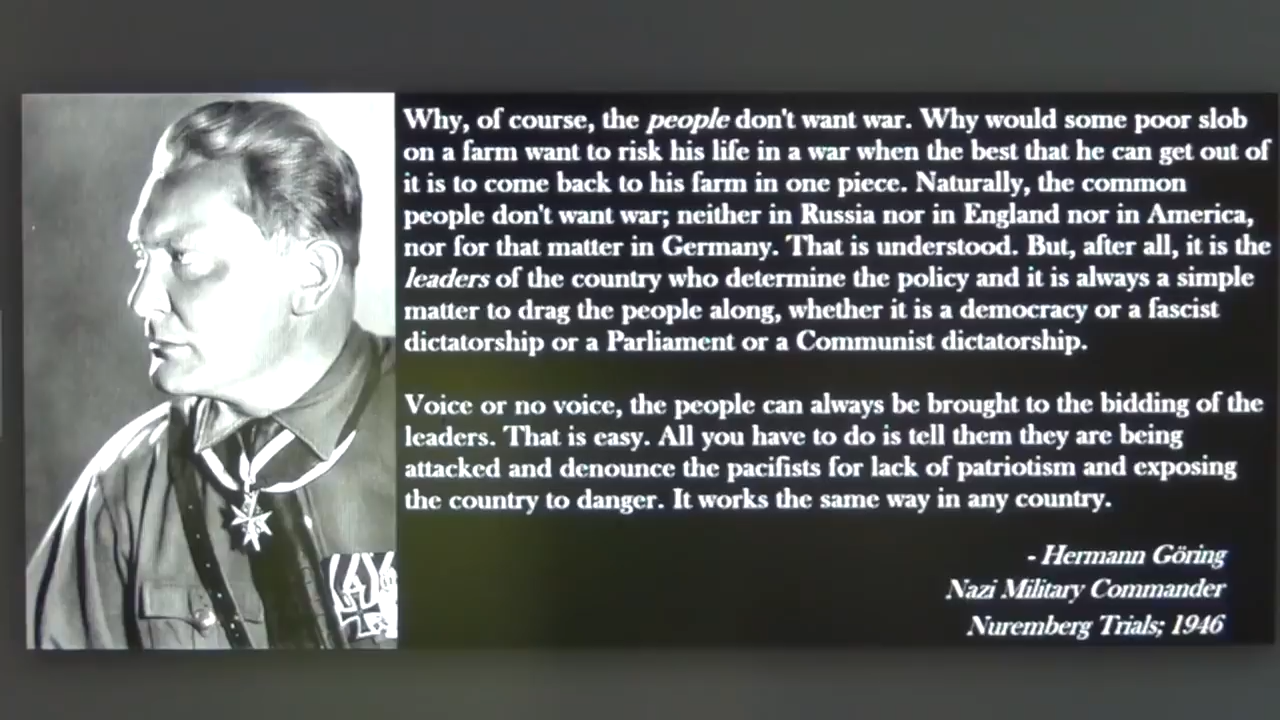 Why, of course, the people don't want war. Why would some poor slob
on a farm want to risk his life in a war when the best that he can get out of
it is to come back to his farm in one piece. Naturally, the common
people don't want war; neither in Russia nor in England nor in America,
nor for that matter in Germany. That is understood. But, after all, it is the
leaders of the country who determine the policy and it is always a simple
matter to drag the people along, whether it is a democracy or a fascist
dictatorship or a Parliament or a Communist dictatorship.
Voice or no voice, the people can always be brought to the bidding of the
leaders. That is easy. All you have to do is tell them they are being
attacked and denounce the pacifists for lack of patriotism and exposing
the country to danger. It works the same way in any country.
- Hermann Göring
Nazi Military Commander
Nuremberg Trials; 1946